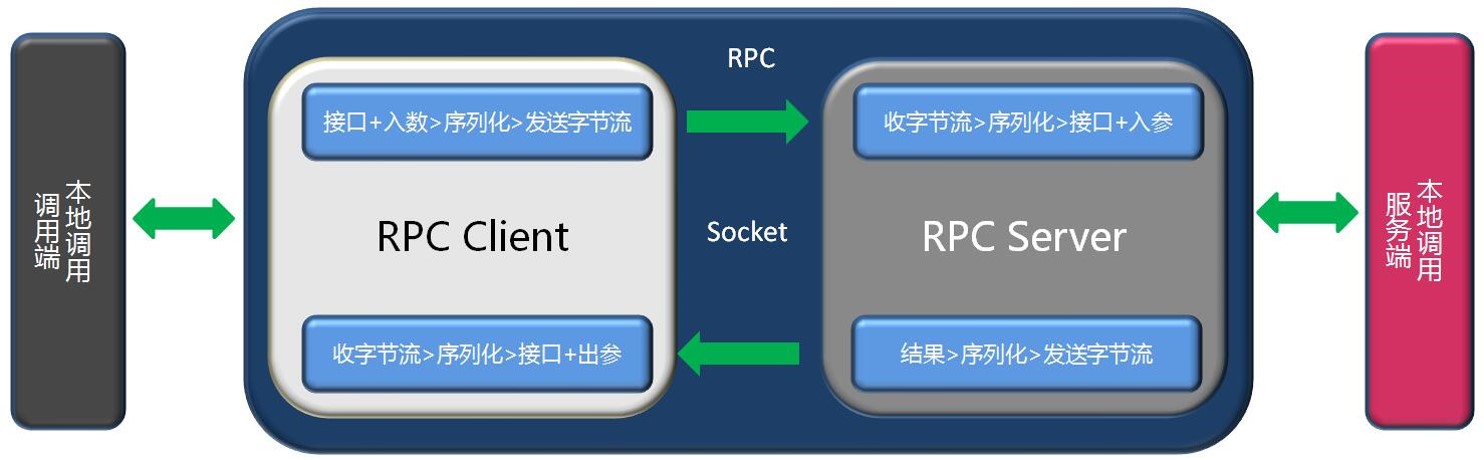 本地调用
调用端
RPC
接口+入数>序列化>发送字节流
收字节流>序列化>接口+入参
RPC Client
Socket
RPC Server
收字节流>序列化>接口+出参
结果>序列化>发送字节流
本地调用
服务端